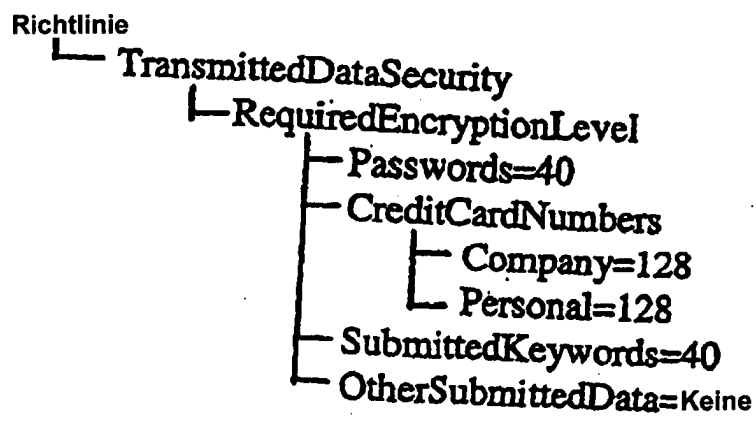 Richtlinie
TransmittedDataSecurity
RequiredEncryptionLevel
Passwords=40
CreditCardNumbers
Company=128
Personal=128
SubmittedKeywords=40
OtherSubmittedData=Keine